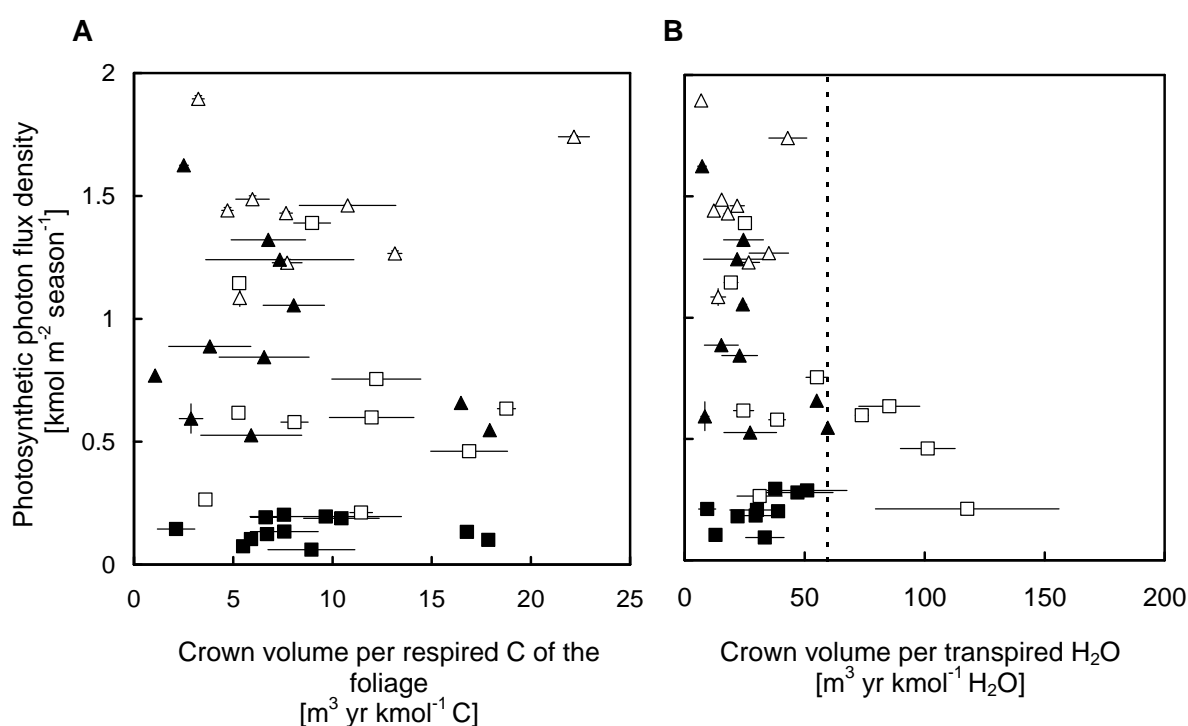 A
B
Photosynthetic photon flux density
[kmol m⁻² season⁻¹]
2
1.5
1
0.5
0
0 5 10 15 20 25
0 50 100 150 200
Crown volume per respired C of the
foliage
[m³ yr kmol⁻¹ C]
Crown volume per transpired H₂O
[m³ yr kmol⁻¹ H₂O]